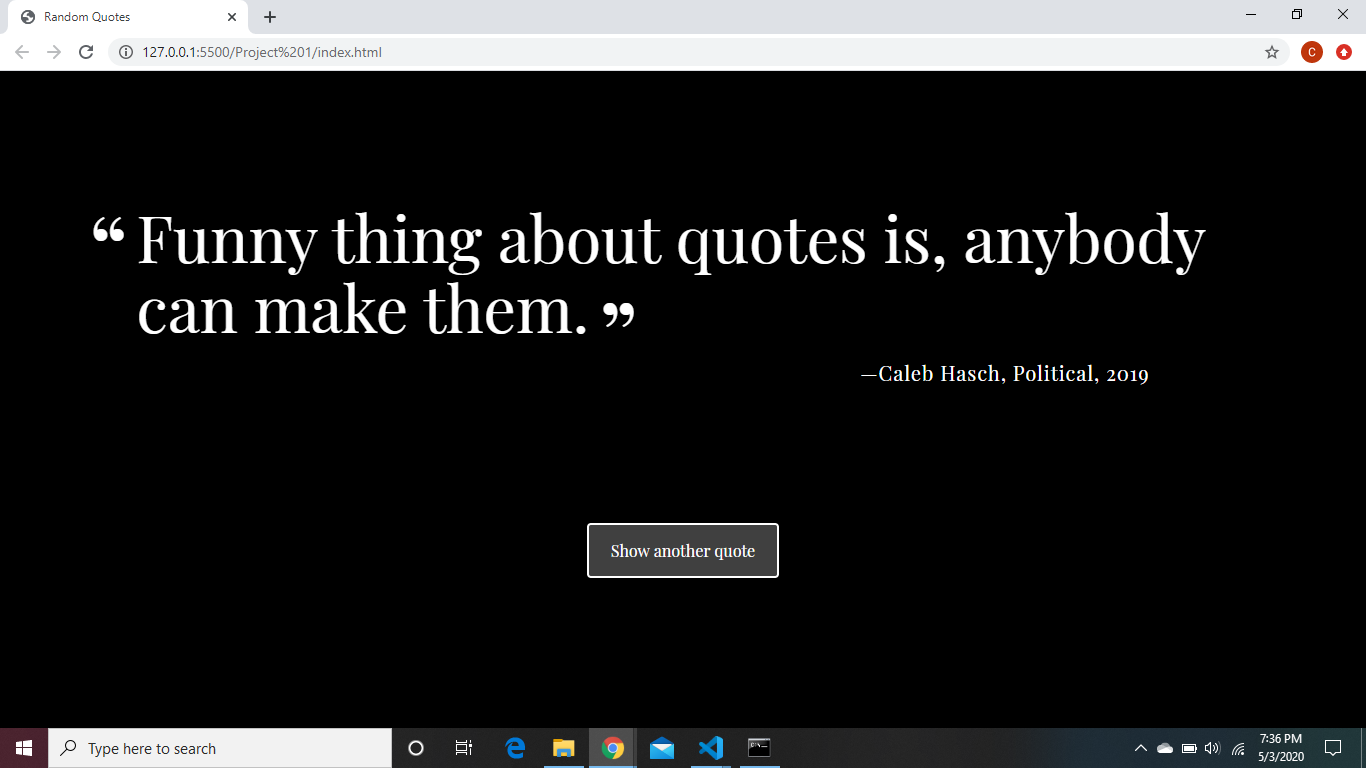 Random Quotes
127.0.0.1:5500/Project%201/index.html
C
“ Funny thing about quotes is, anybody
can make them. ”
—Caleb Hasch, Political, 2019
Show another quote
Type here to search
7:36 PM
5/3/2020